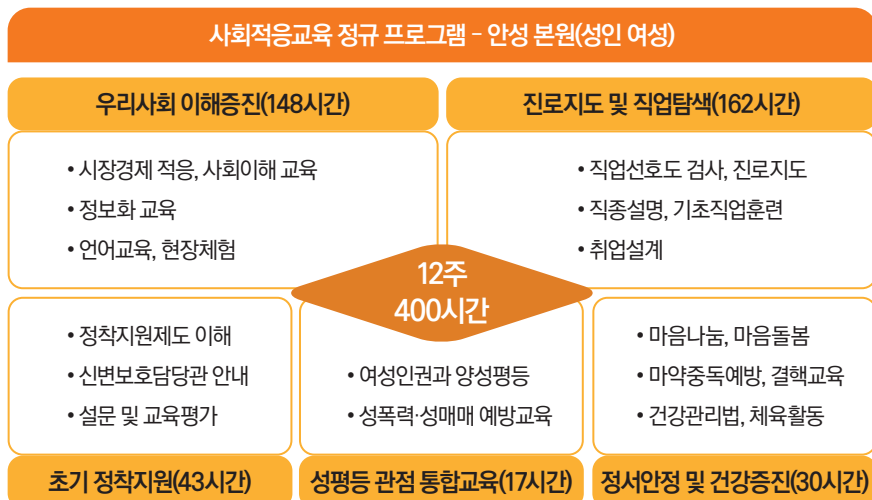 사회적응교육 정규 프로그램 - 안성 본원(성인 여성)
우리사회 이해증진(148시간)
• 시장경제 적응, 사회이해 교육
• 정보화 교육
• 언어교육, 현장체험
진로지도 및 직업탐색(162시간)
• 직업선호도 검사, 진로지도
• 직종설명, 기초직업훈련
• 취업설계
12주
400시간
• 정착지원제도 이해
• 신변보호담당관 안내
• 설문 및 교육평가
초기 정착지원(43시간)
• 여성인권과 양성평등
• 성폭력·성매매 예방교육
성평등 관점 통합교육(17시간)
• 마음나눔, 마음돌봄
• 마약중독예방, 결핵교육
• 건강관리법, 체육활동
정서안정 및 건강증진(30시간)